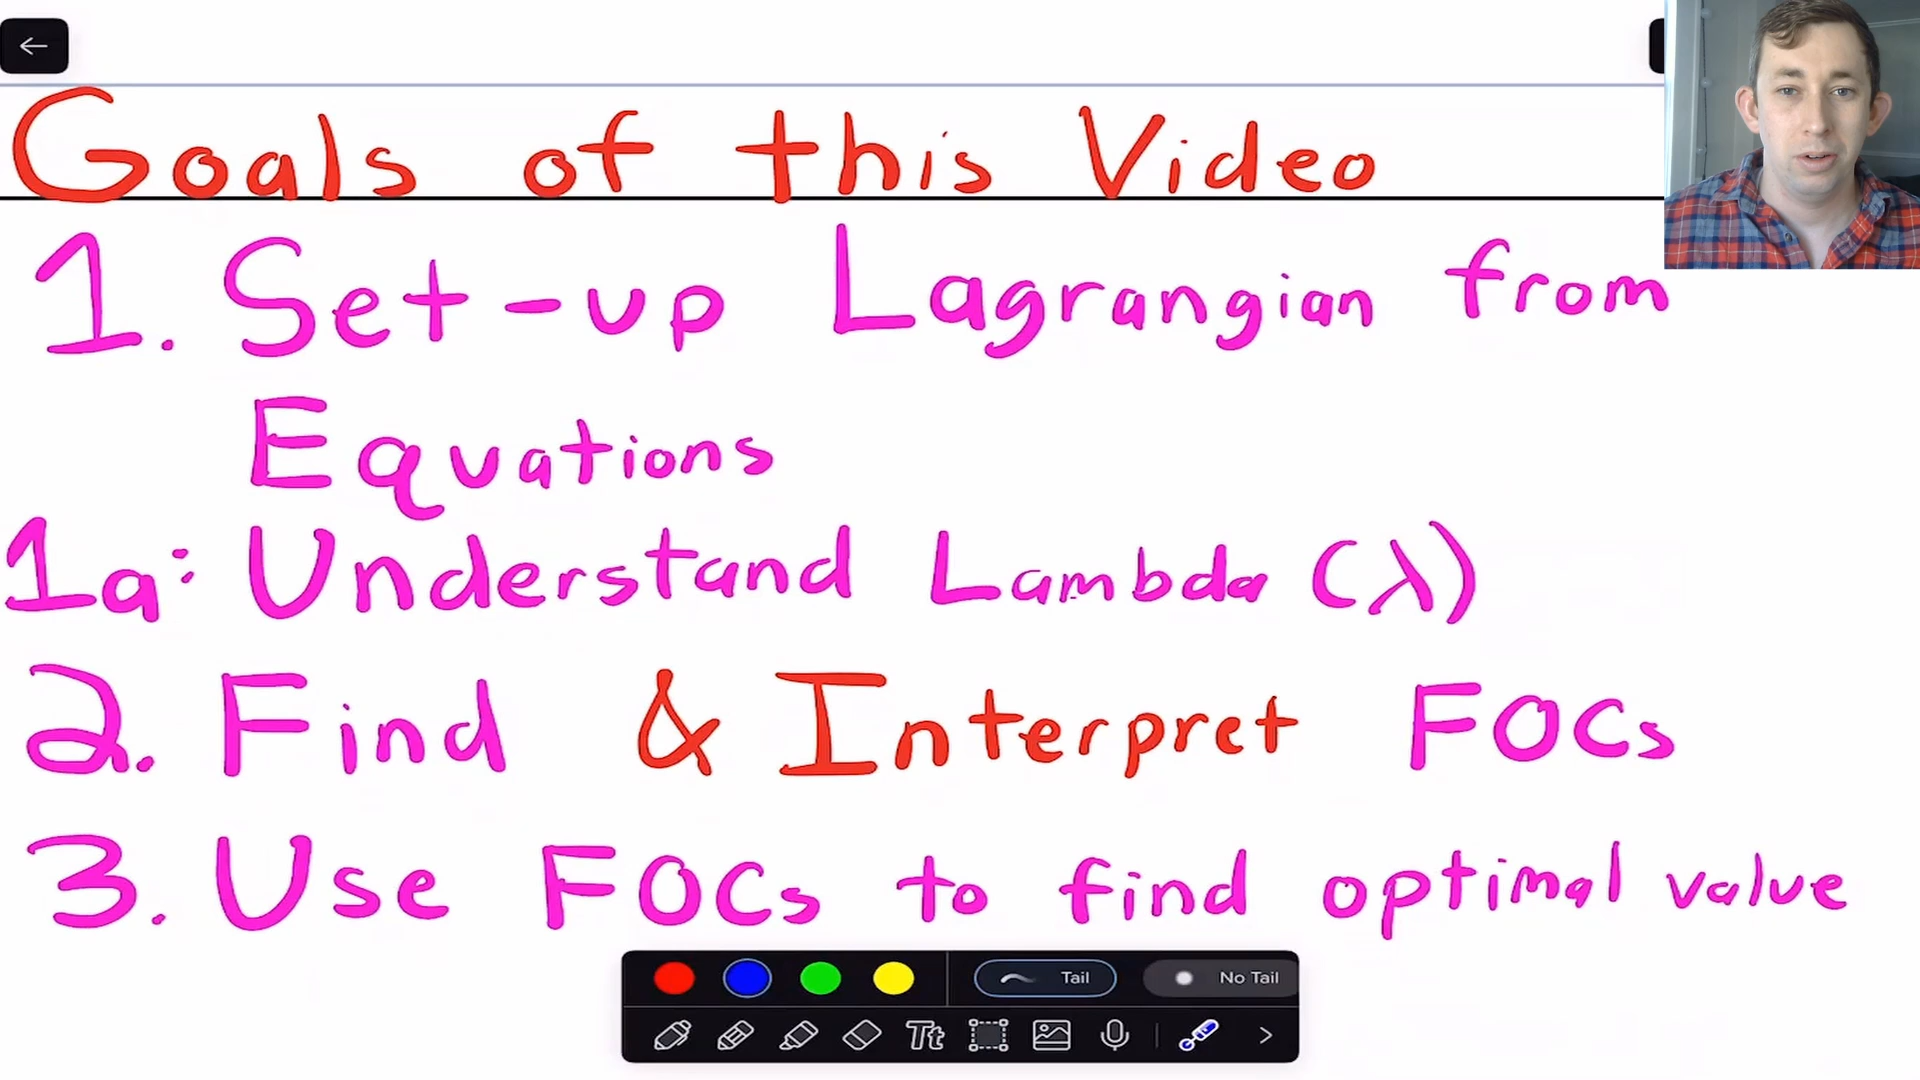 Goals of this Video
1. Set-up Lagrangian from
Equations
1a: Understand Lambda (λ)
2. Find & Interpret FOCs
3. Use FOCs to find optimal value
Tail
No Tail
Tt